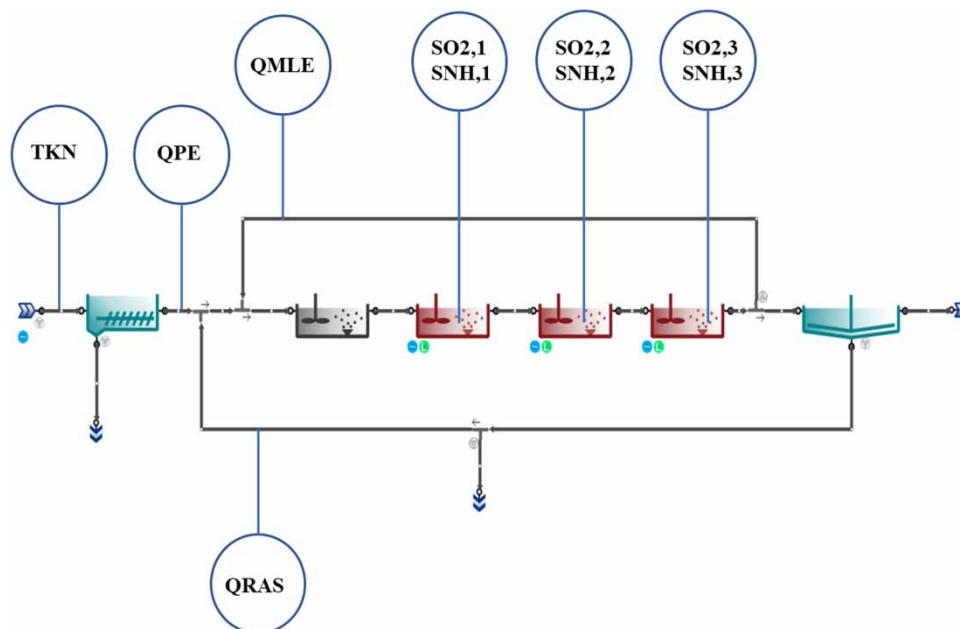 QMLE
SO2,1
SNH,1
SO2,2
SNH,2
SO2,3
SNH,3
TKN
QPE
L
L
L
QRAS